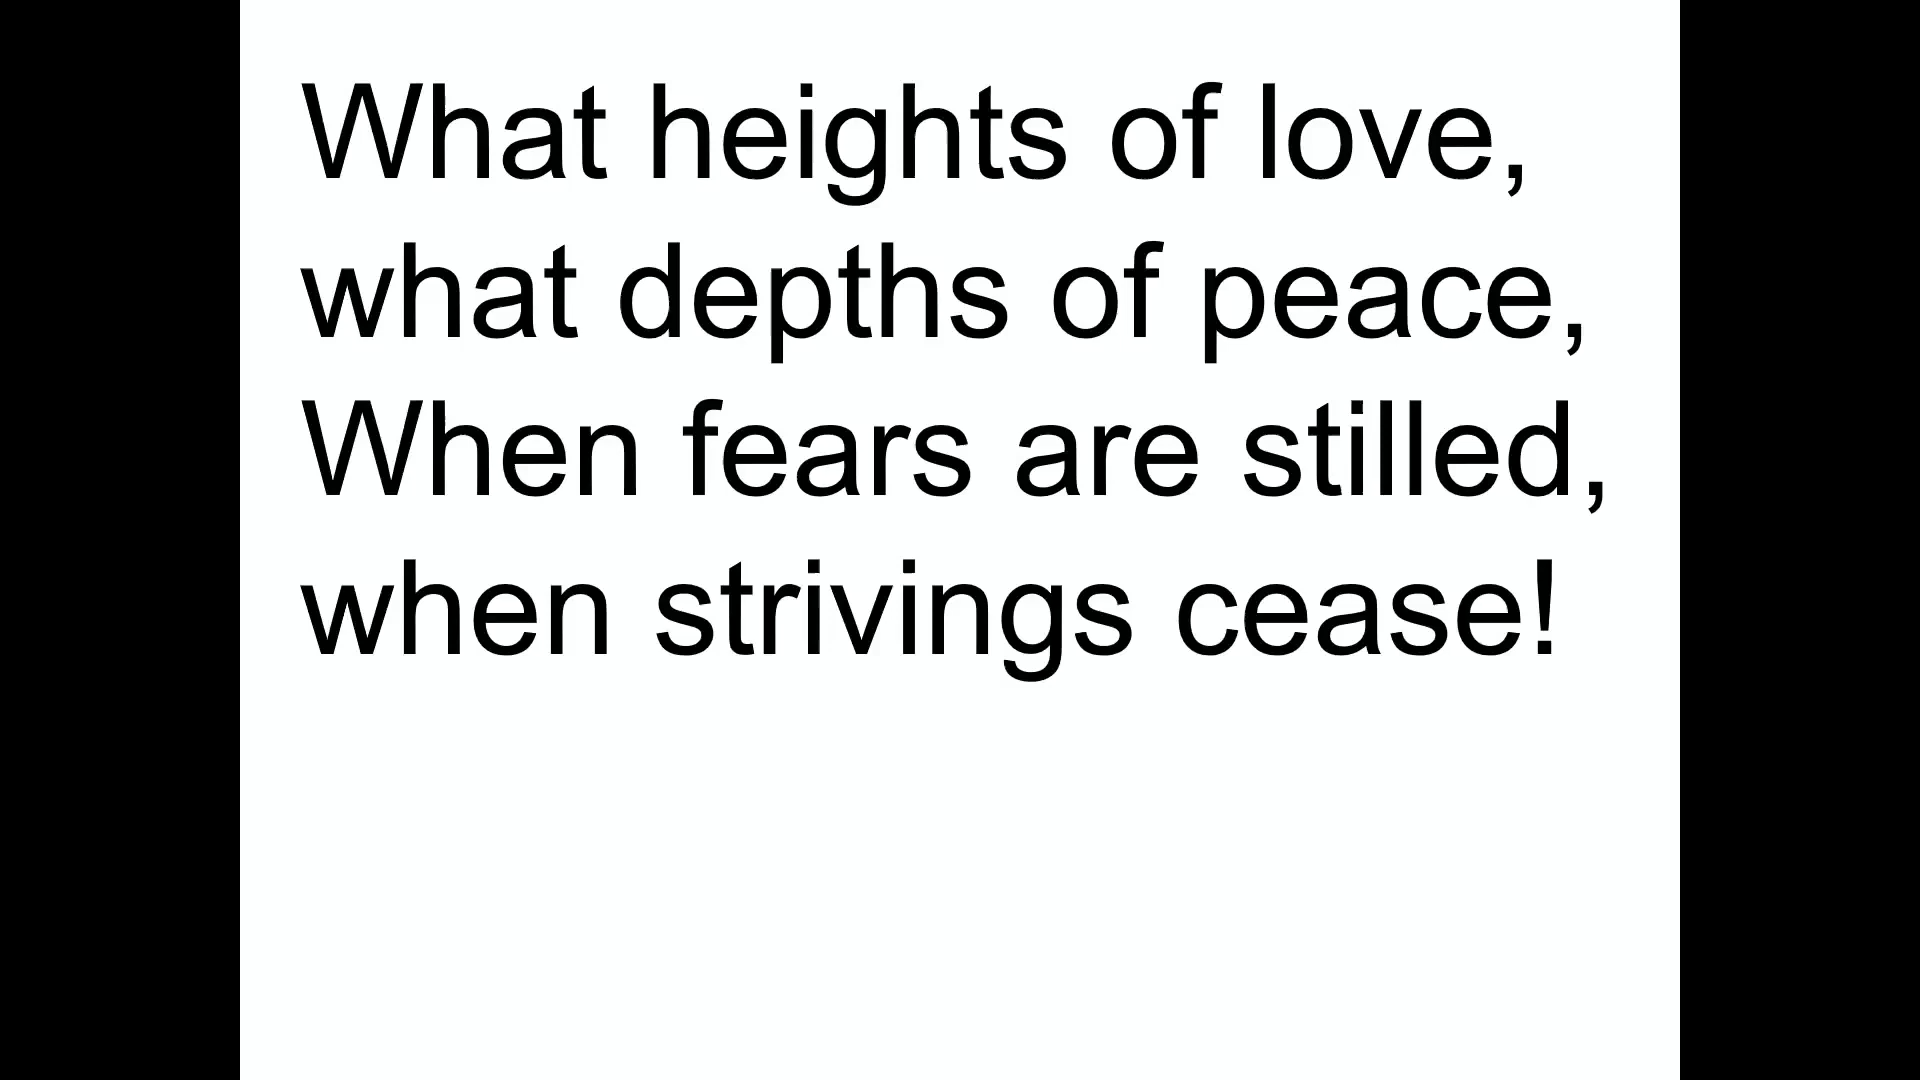 What heights of love,
what depths of peace,
When fears are stilled,
when strivings cease!